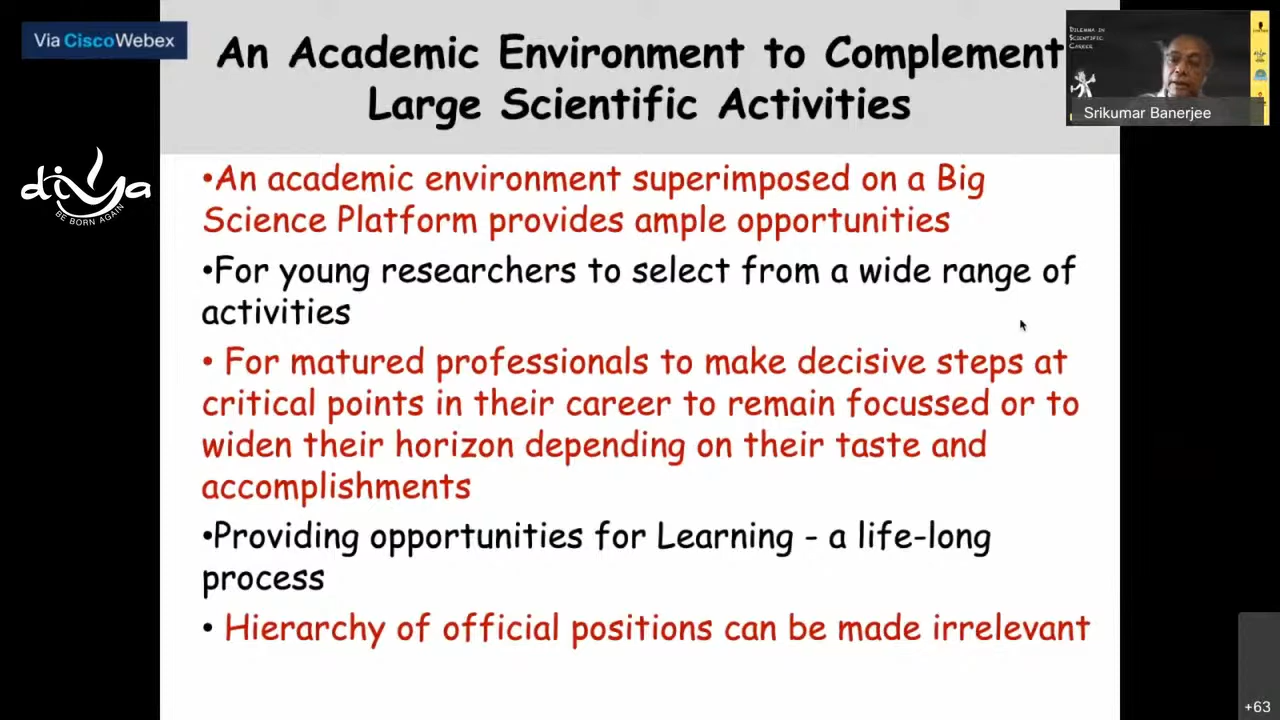 Via CiscoWebex
An Academic Environment to Complement
Large Scientific Activities
DILEMMA IN
SCIENTIFIC
CAREER
Srikumar Banerjee
diya
BE BORN AGAIN
•An academic environment superimposed on a Big
Science Platform provides ample opportunities
•For young researchers to select from a wide range of
activities
• For matured professionals to make decisive steps at
critical points in their career to remain focussed or to
widen their horizon depending on their taste and
accomplishments
•Providing opportunities for Learning - a life-long
process
• Hierarchy of official positions can be made irrelevant
+63